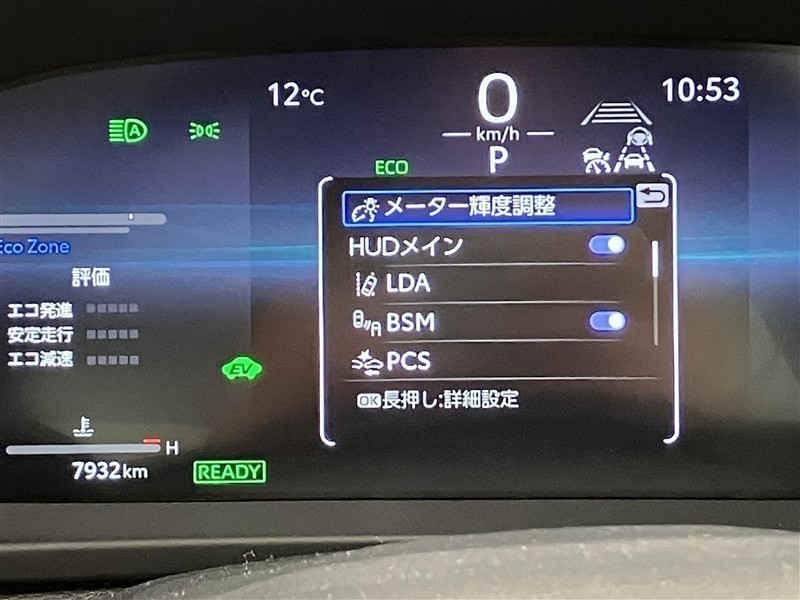 12℃
0
km/h
P
10:53
A
ECO
Eco Zone
評価
エコ発進
安定走行
エコ減速
EV
H
7932km
READY
メーター輝度調整
HUDメイン
LDA
BSM
PCS
OK長押し:詳細設定